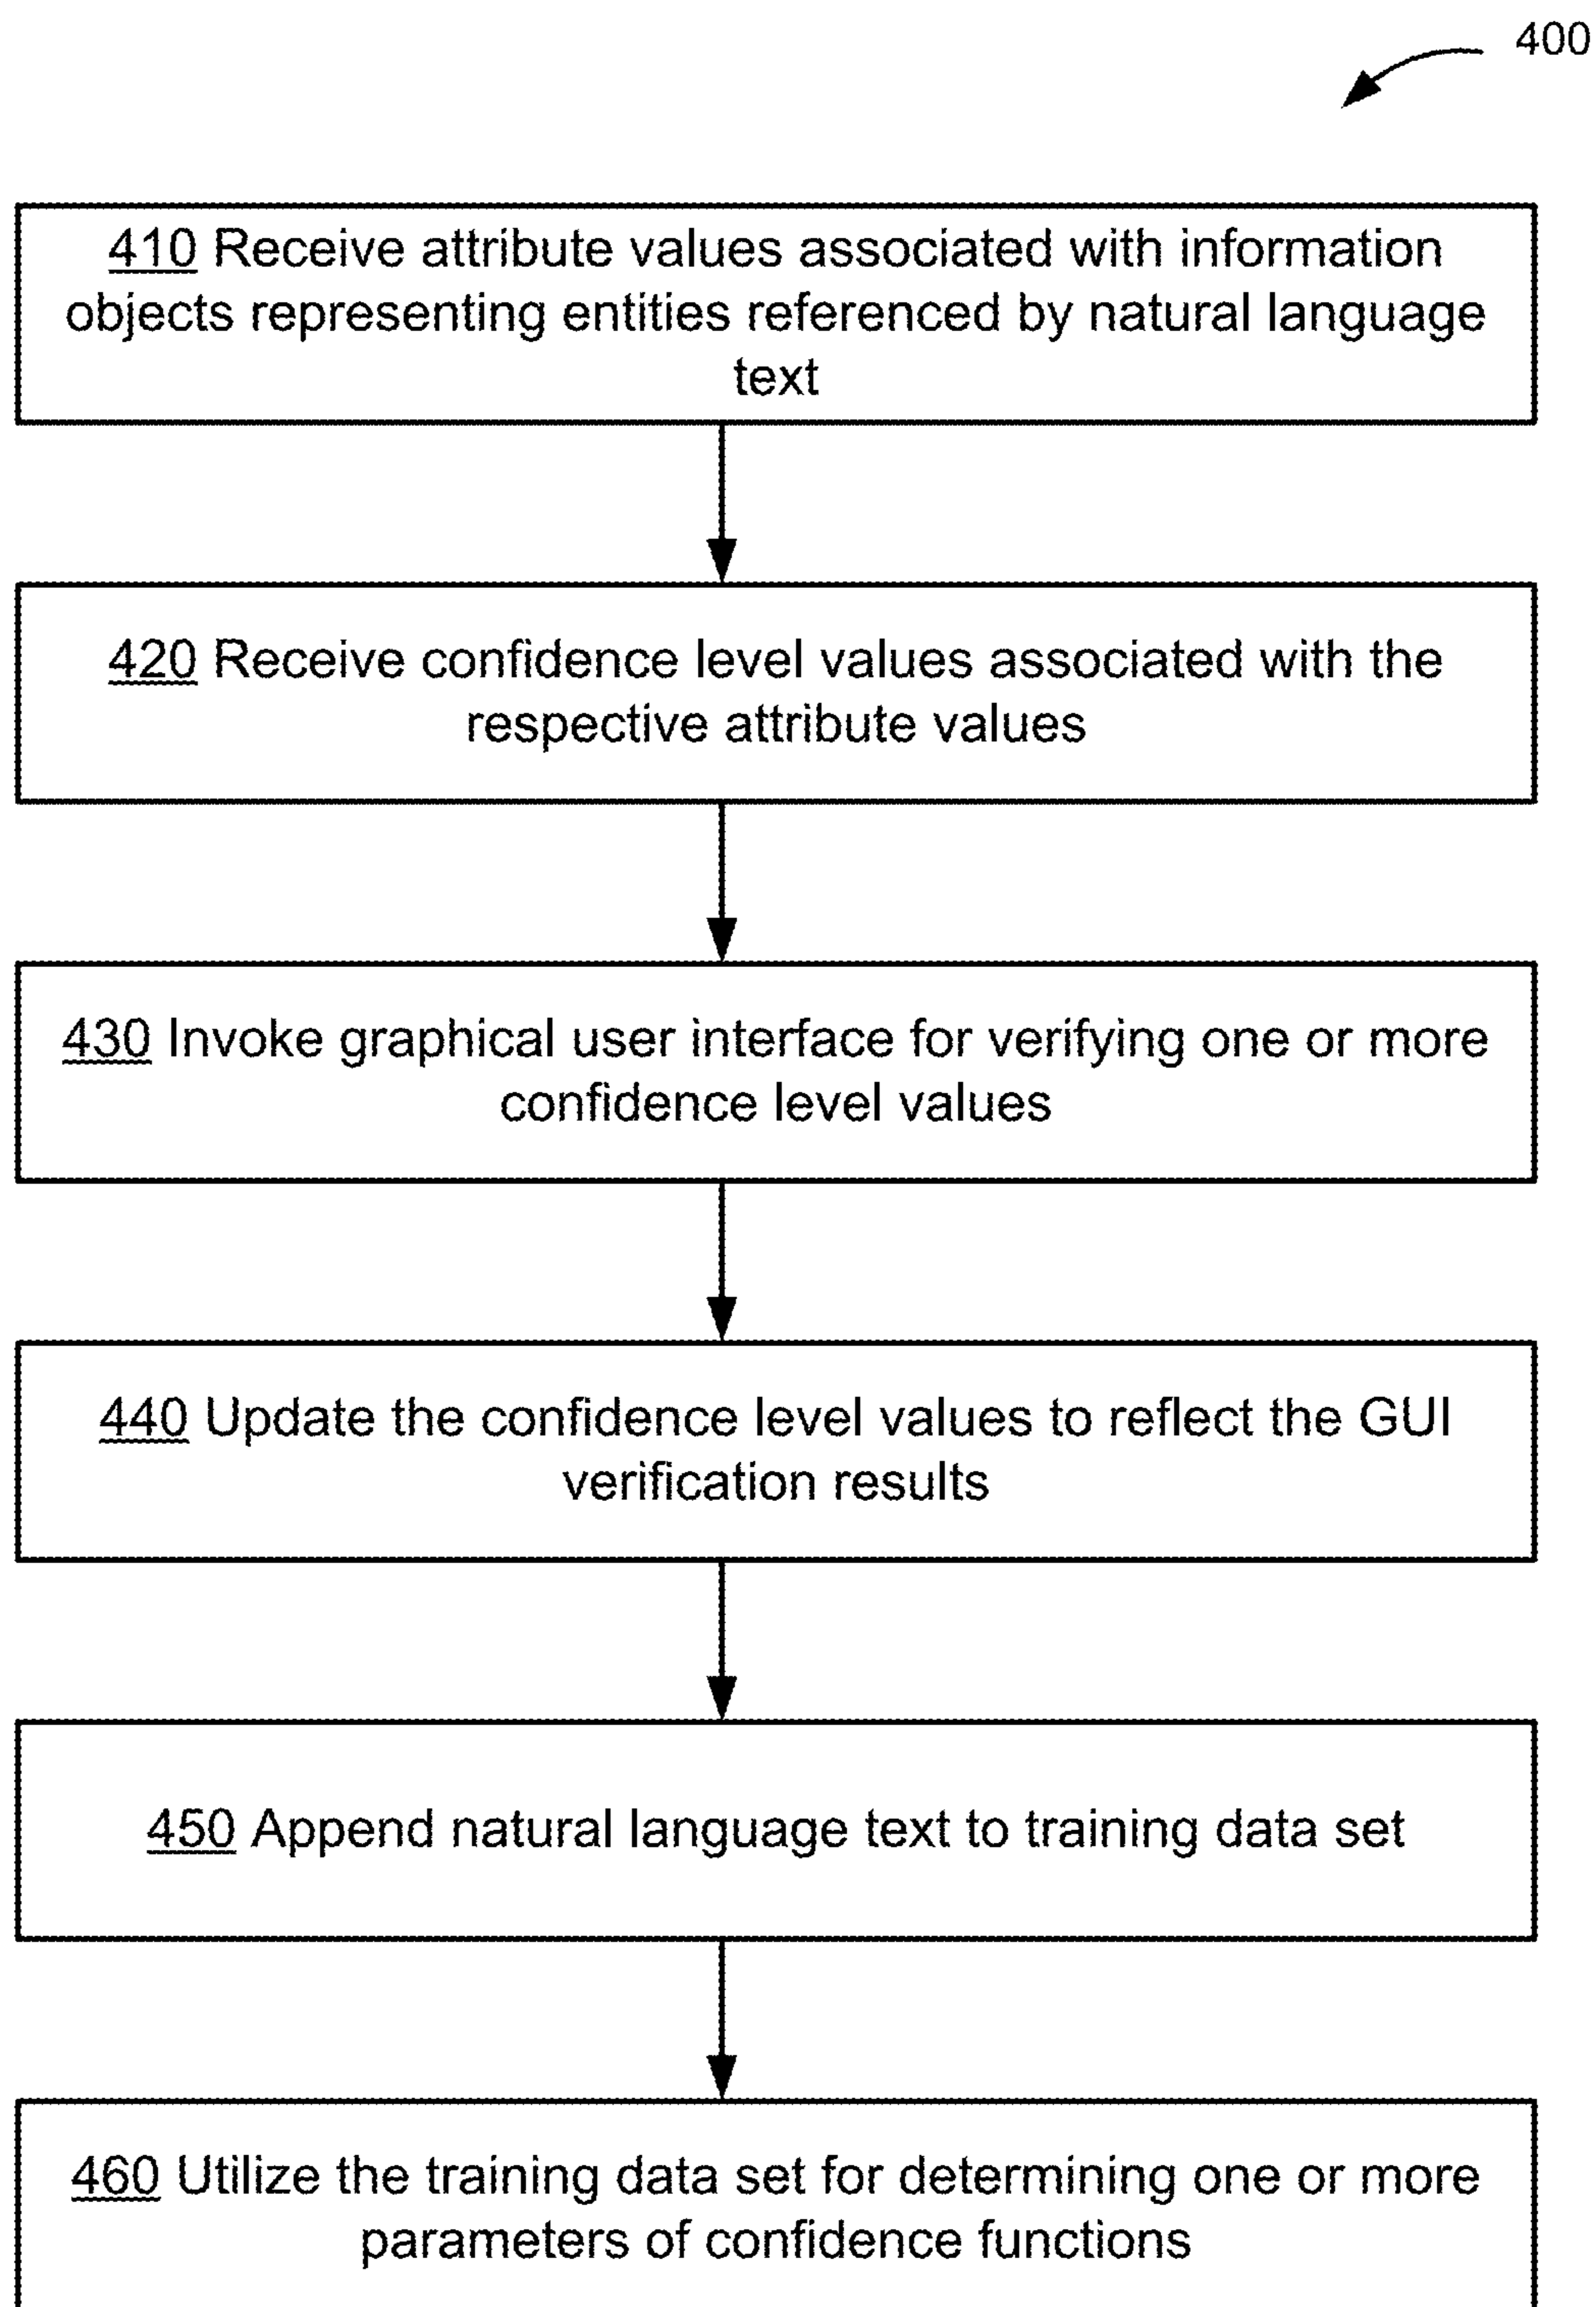 400
410 Receive attribute values associated with information
objects representing entities referenced by natural language
text
420 Receive confidence level values associated with the
respective attribute values
430 Invoke graphical user interface for verifying one or more
confidence level values
440 Update the confidence level values to reflect the GUI
verification results
450 Append natural language text to training data set
460 Utilize the training data set for determining one or more
parameters of confidence functions